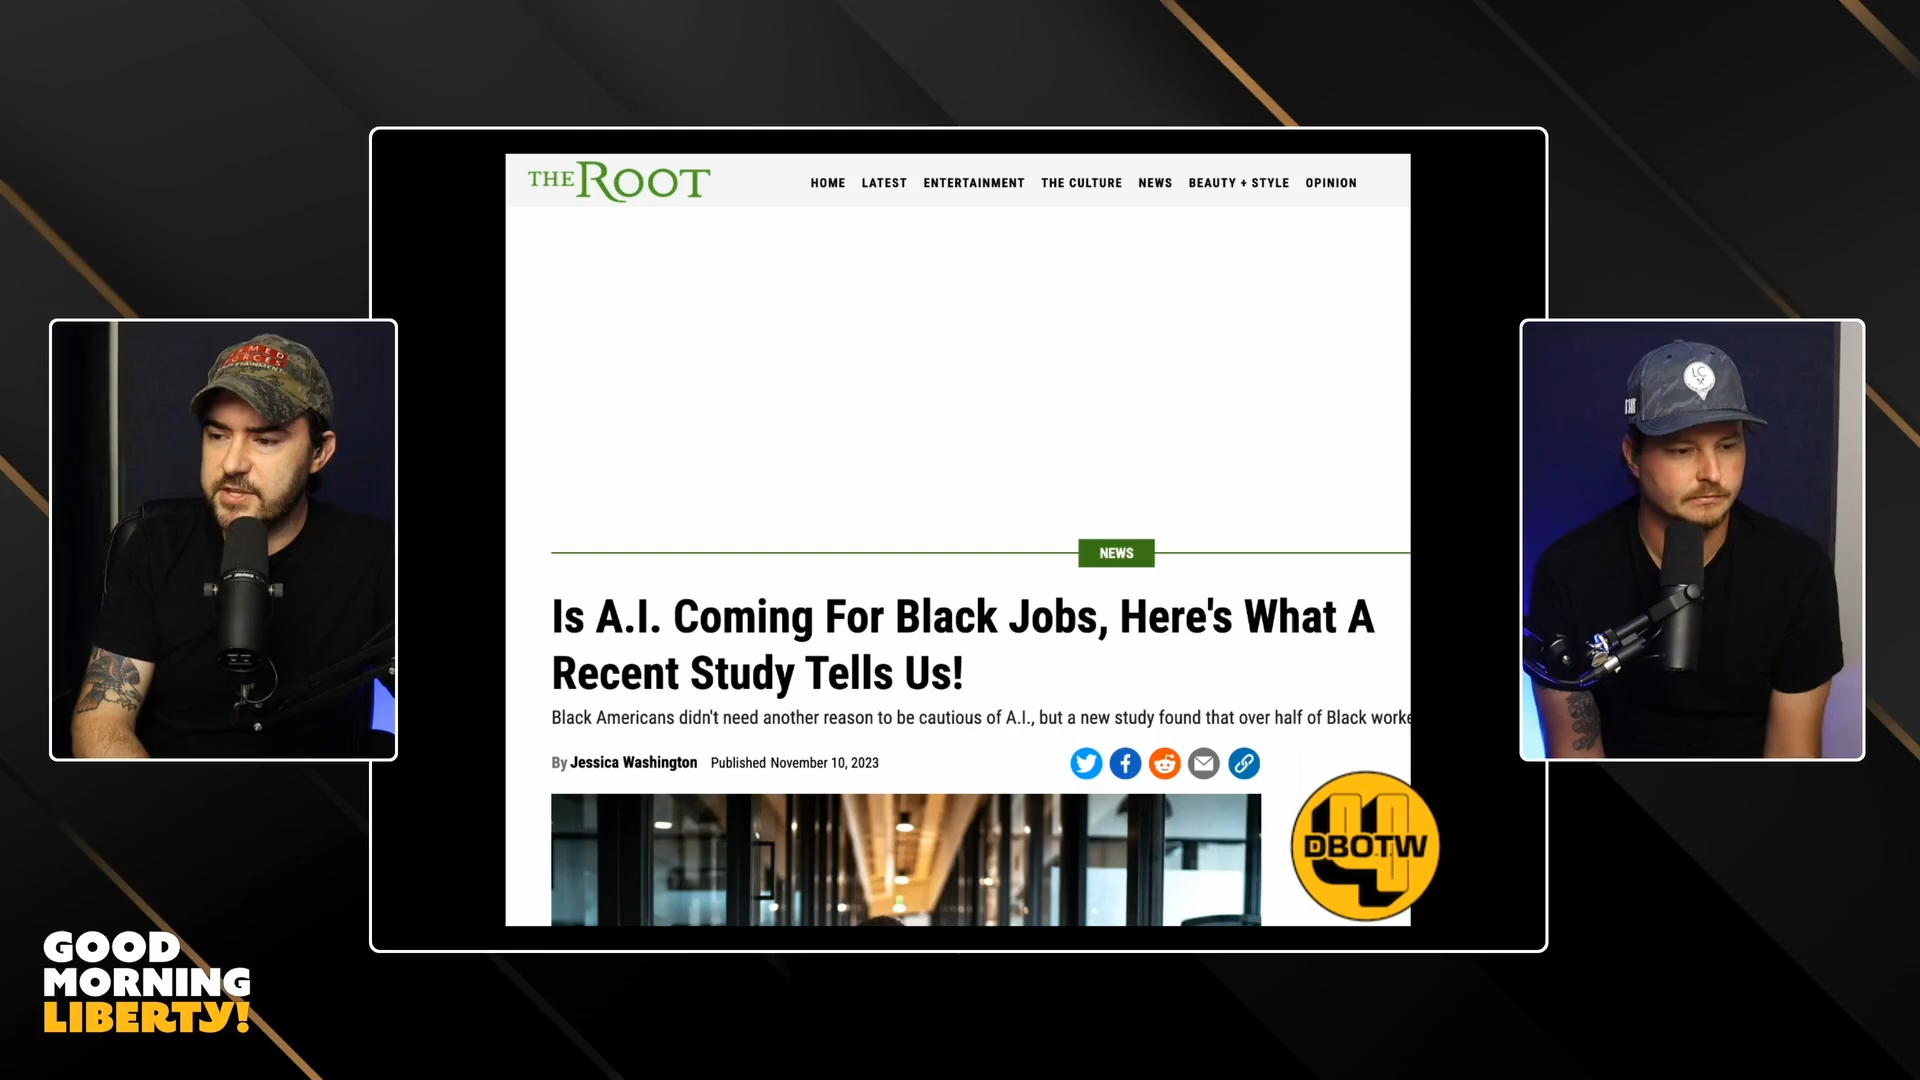 THE ROOT
HOME LATEST ENTERTAINMENT THE CULTURE NEWS BEAUTY + STYLE OPINION
LC
NEWS
Is A.I. Coming For Black Jobs, Here's What A
Recent Study Tells Us!
Black Americans didn't need another reason to be cautious of A.I., but a new study found that over half of Black worke
By Jessica Washington Published November 10, 2023
DBOTW
GOOD
MORNING
LIBERTY!